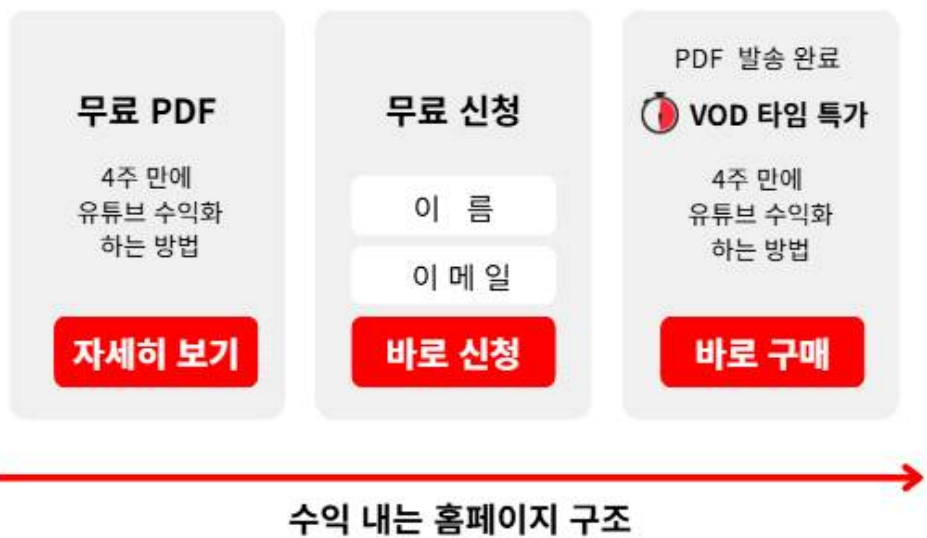 무료 PDF
4주 만에
유튜브 수익화
하는 방법
자세히 보기
무료 신청
이 름
이 메 일
바로 신청
PDF 발송 완료
VOD 타임 특가
4주 만에
유튜브 수익화
하는 방법
바로 구매
수익 내는 홈페이지 구조